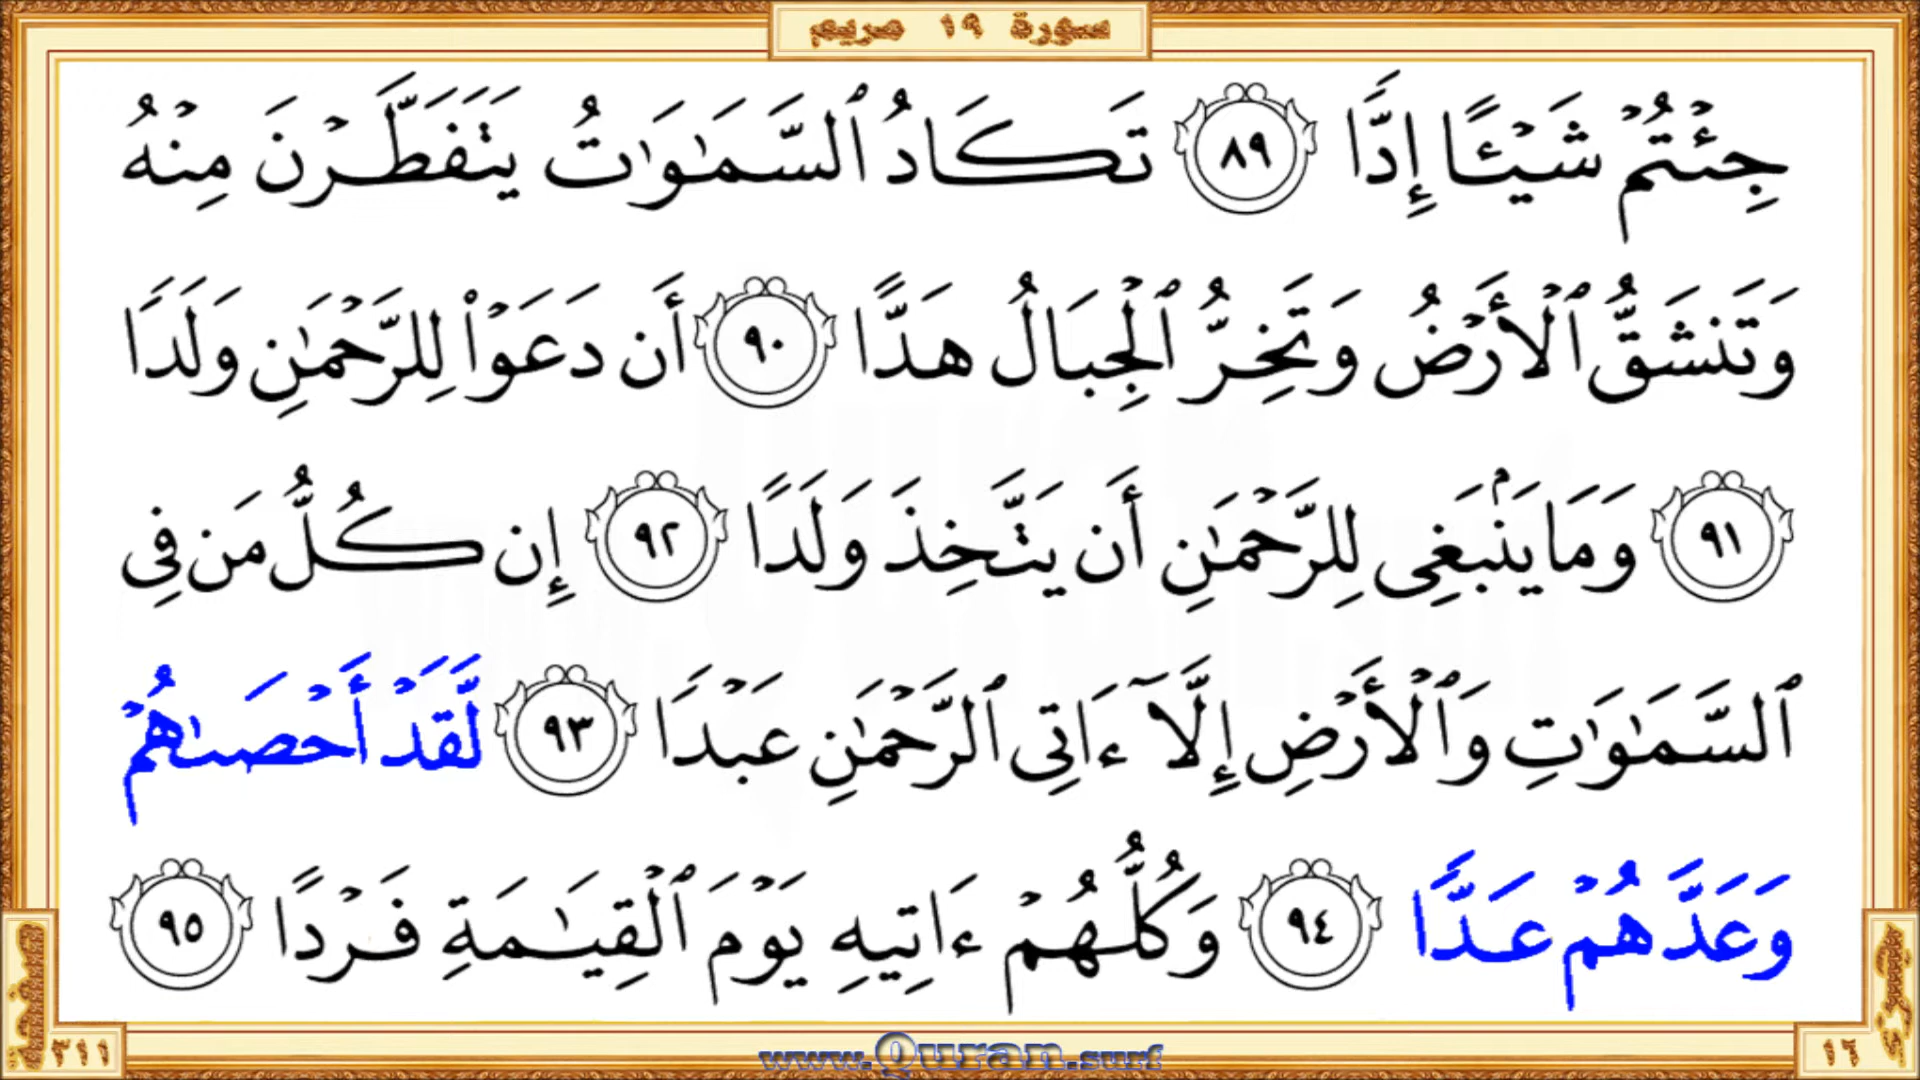 سورة ١٩ مريم
جِئْتُمْ شَيْـًٔا إِدًّا ٨٩ تَكَادُ ٱلسَّمَـٰوَٰتُ يَتَفَطَّرْنَ مِنْهُ
وَتَنشَقُّ ٱلْأَرْضُ وَتَخِرُّ ٱلْجِبَالُ هَدًّا ٩٠ أَن دَعَوْا۟ لِلرَّحْمَـٰنِ وَلَدًا
٩١ وَمَا يَنۢبَغِى لِلرَّحْمَـٰنِ أَن يَتَّخِذَ وَلَدًا ٩٢ إِن كُلُّ مَن فِى
ٱلسَّمَـٰوَٰتِ وَٱلْأَرْضِ إِلَّآ ءَاتِى ٱلرَّحْمَـٰنِ عَبْدًا ٩٣ لَّقَدْ أَحْصَىٰهُمْ
وَعَدَّهُمْ عَدًّا ٩٤ وَكُلُّهُمْ ءَاتِيهِ يَوْمَ ٱلْقِيَـٰمَةِ فَرْدًا ٩٥
صفحة ٣١١
www.Quran.surf
١٦